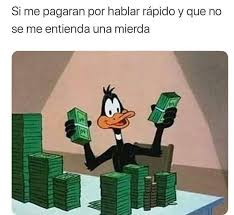 Si me pagaran por hablar rápido y que no
se me entienda una mierda